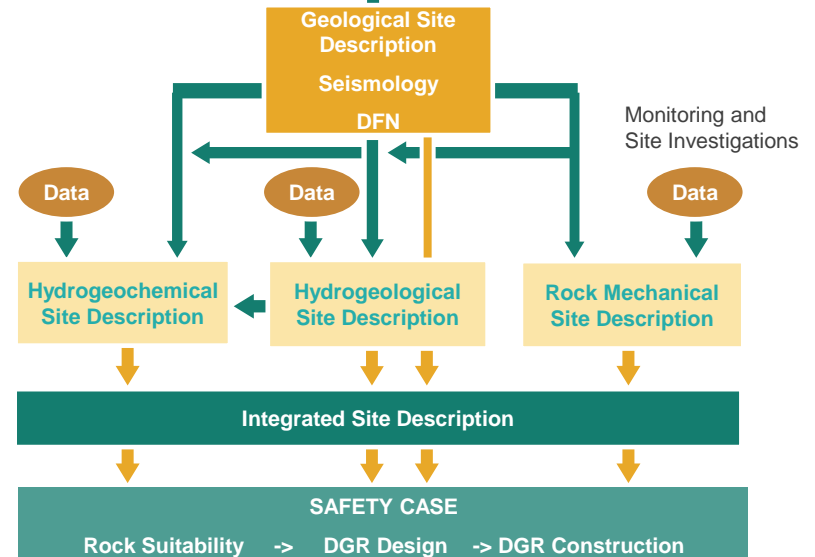 Geological Site
Description
Seismology
DFN
Monitoring and
Site Investigations
Data
Data
Data
Hydrogeochemical
Site Description
Hydrogeological
Site Description
Rock Mechanical
Site Description
Integrated Site Description
SAFETY CASE
Rock Suitability -> DGR Design -> DGR Construction